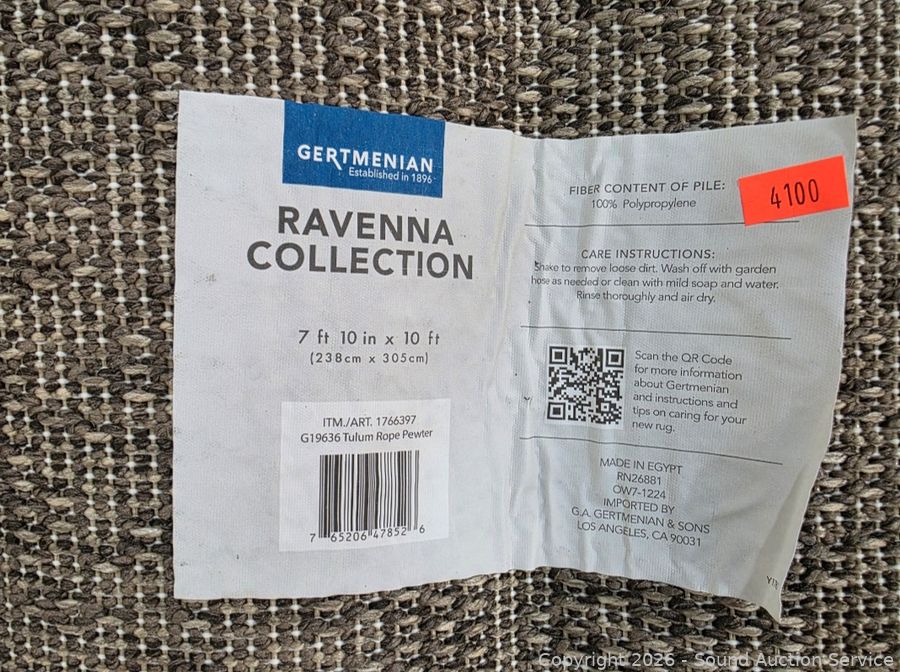 GERTMENIAN
Established in 1896
RAVENNA
COLLECTION
7 ft 10 in x 10 ft
(238cm x 305cm)
ITM./ART. 1766397
G19636 Tulum Rope Pewter
7 65206 47852 6
FIBER CONTENT OF PILE:
100% Polypropylene
4100
CARE INSTRUCTIONS:
Shake to remove loose dirt. Wash off with garden
hose as needed or clean with mild soap and water.
Rinse thoroughly and air dry.
Scan the QR Code
for more information
about Gertmenian
and instructions and
tips on caring for your
new rug.
MADE IN EGYPT
RN26881
OW7-1224
IMPORTED BY
G.A. GERTMENIAN & SONS
LOS ANGELES, CA 90031
Copyright 2026 - Sound Auction Service